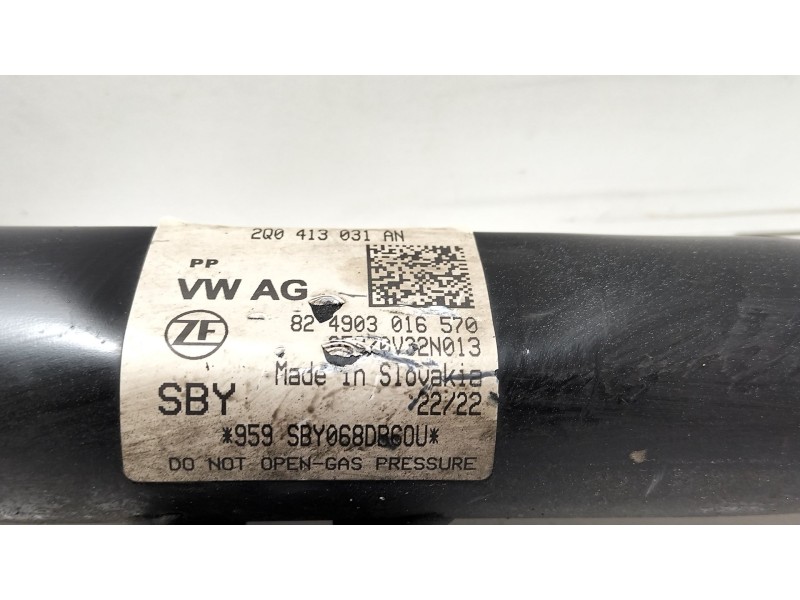 2Q0 413 031 AN
PP
VW AG
ZF
82 4903 016 570
Made in Slovakia
SBY
22/22
*959 SBY068DB60U*
DO NOT OPEN-GAS PRESSURE